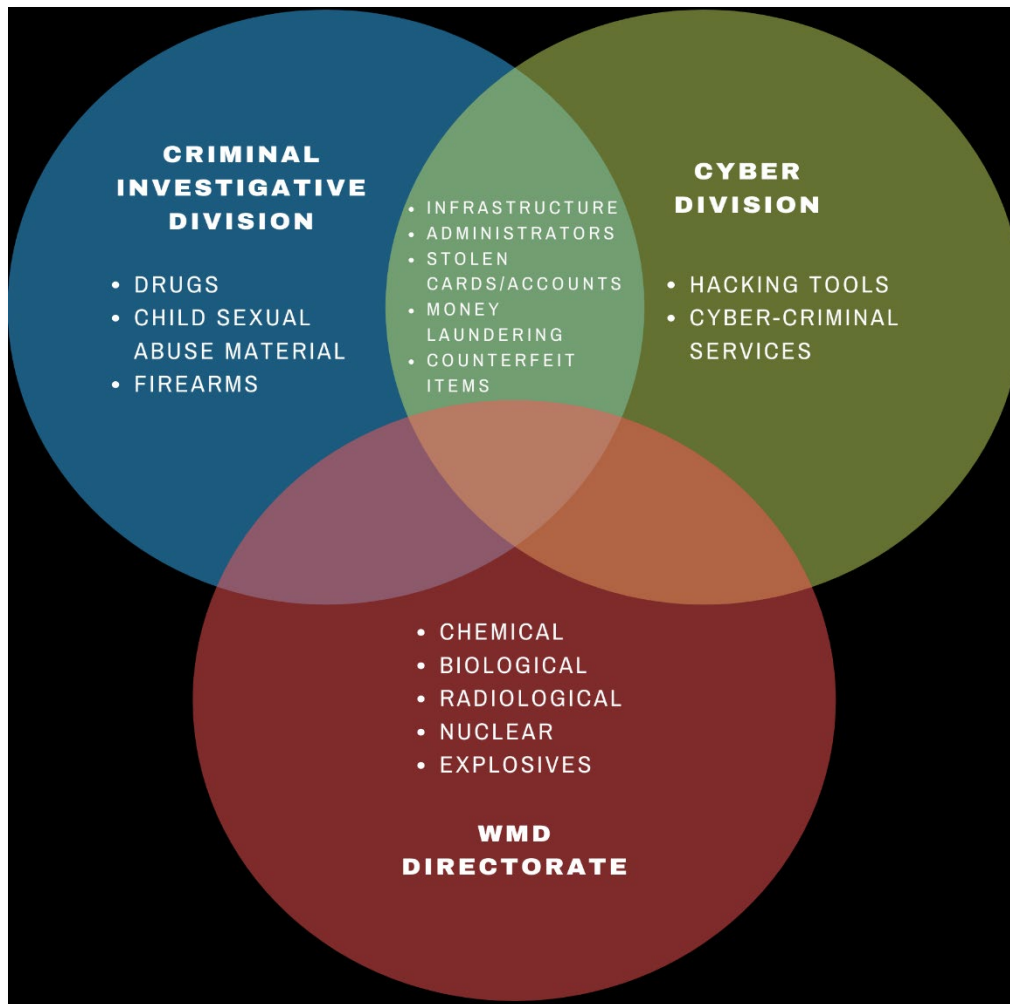 CRIMINAL
INVESTIGATIVE
DIVISION
• DRUGS
• CHILD SEXUAL
ABUSE MATERIAL
• FIREARMS
• INFRASTRUCTURE
• ADMINISTRATORS
• STOLEN
CARDS/ACCOUNTS
• MONEY
LAUNDERING
• COUNTERFEIT
ITEMS
CYBER
DIVISION
• HACKING TOOLS
• CYBER-CRIMINAL
SERVICES
• CHEMICAL
• BIOLOGICAL
• RADIOLOGICAL
• NUCLEAR
• EXPLOSIVES
WMD
DIRECTORATE